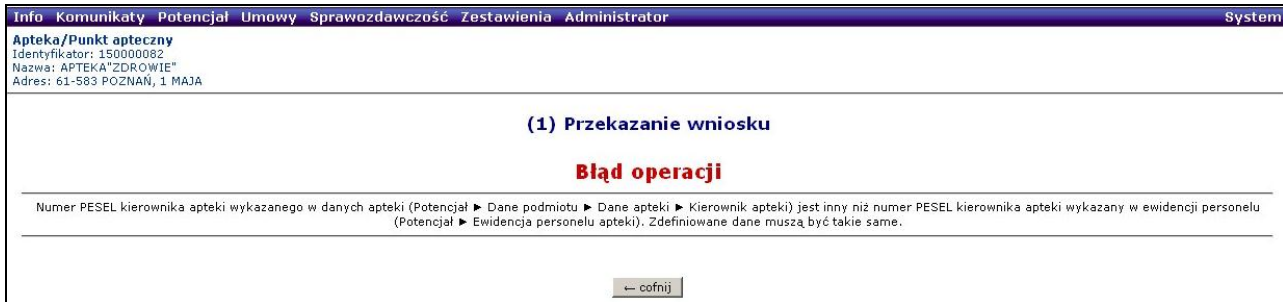 Info Komunikaty Potencjał Umowy Sprawozdawczość Zestawienia Administrator System
Apteka/Punkt apteczny
Identyfikator: 150000082
Nazwa: APTEKA"ZDROWIE"
Adres: 61-583 POZNAŃ, 1 MAJA
(1) Przekazanie wniosku
Błąd operacji
Numer PESEL kierownika apteki wykazanego w danych apteki (Potencjał ► Dane podmiotu ► Dane apteki ► Kierownik apteki) jest inny niż numer PESEL kierownika apteki wykazany w ewidencji personelu
(Potencjał ► Ewidencja personelu apteki). Zdefiniowane dane muszą być takie same.
← cofnij